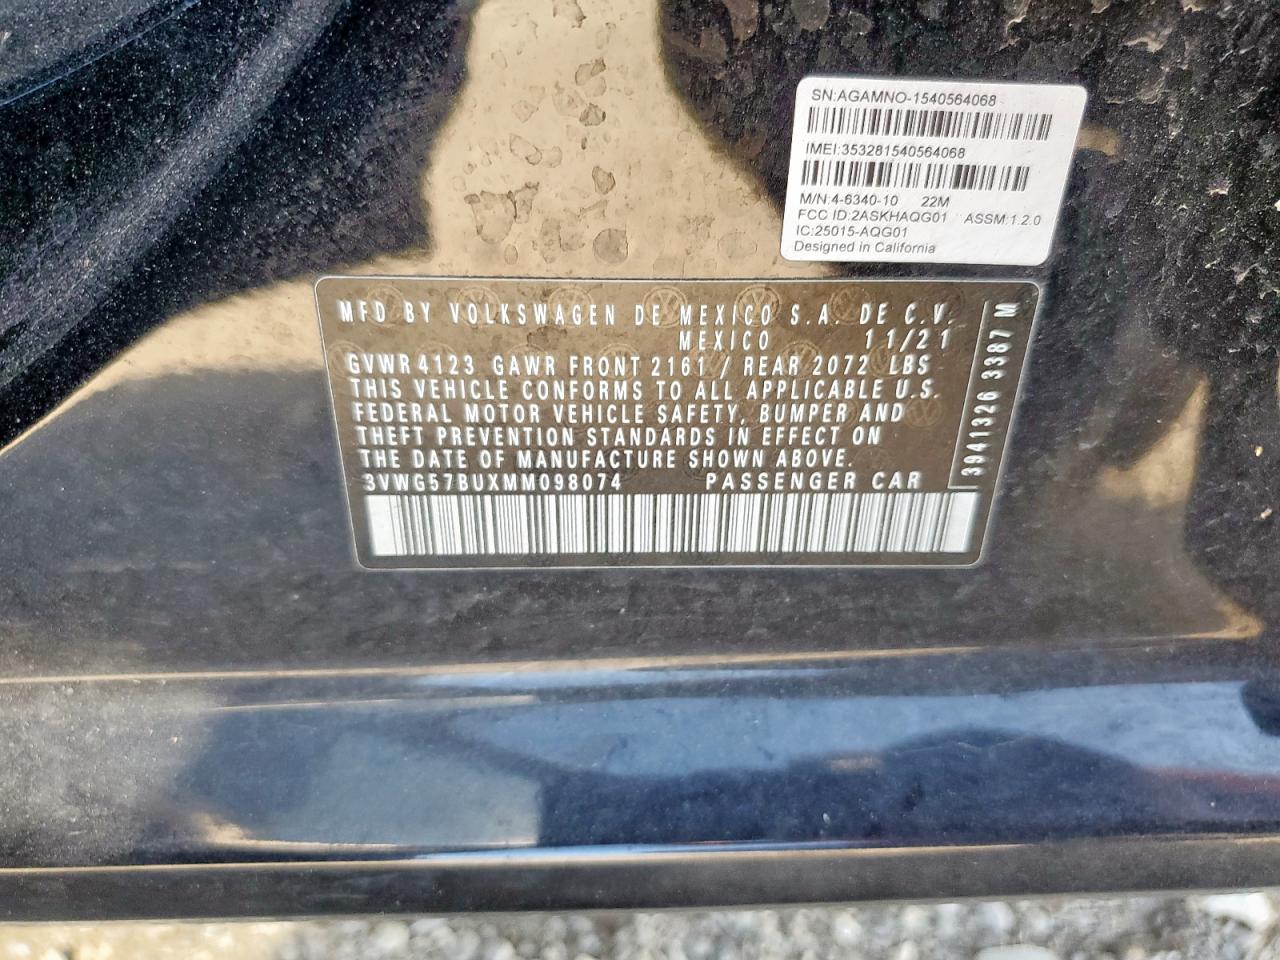 SN:AGAMNO-1540564068
IMEI:353281540564068
M/N:4-6340-10 22M
FCC ID:2ASKHAQG01 ASSM:1.2.0
IC:25015-AQG01
Designed in California
MFD BY VOLKSWAGEN DE MEXICO S.A. DE C.V.
MEXICO 11/21
GVWR 4123 GAWR FRONT 2161 / REAR 2072 LBS
THIS VEHICLE CONFORMS TO ALL APPLICABLE U.S.
FEDERAL MOTOR VEHICLE SAFETY, BUMPER AND
THEFT PREVENTION STANDARDS IN EFFECT ON
THE DATE OF MANUFACTURE SHOWN ABOVE.
3VWG57BUXMM098074 PASSENGER CAR
3941326 3387 M